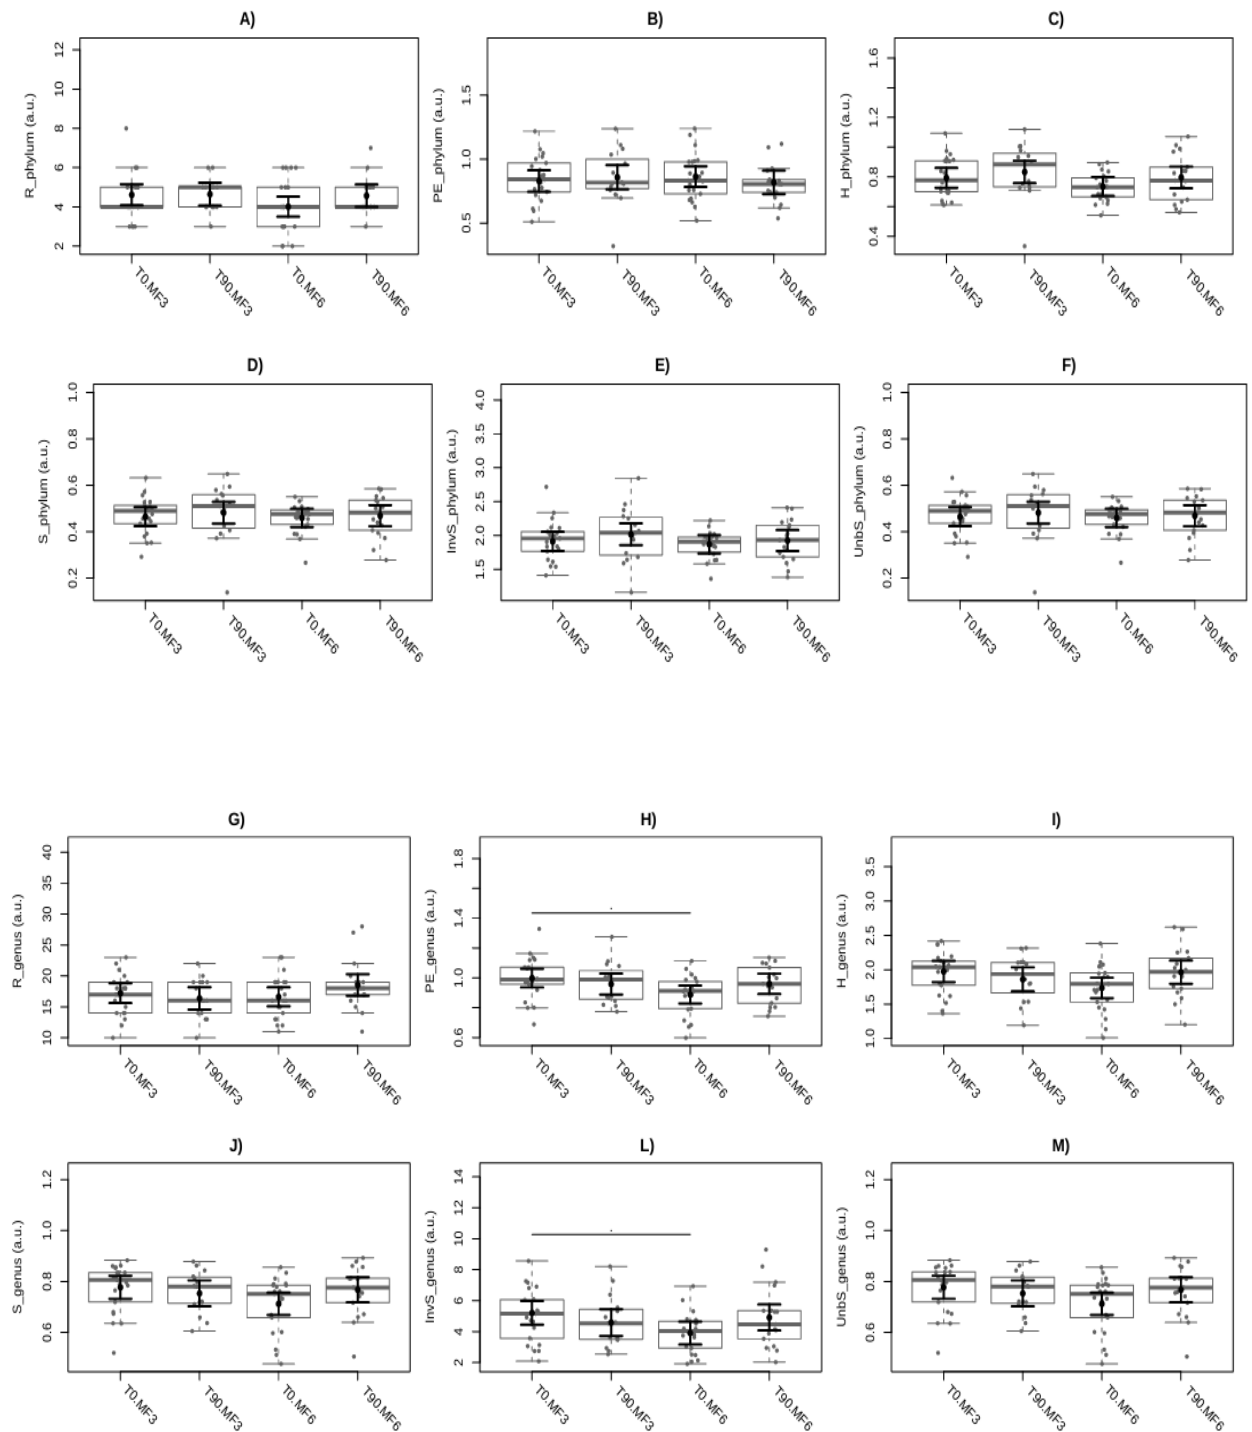 A) B) C)
R_phylum (a.u.)
12
10
8
6
4
2
T0.MF3 T90.MF3 T0.MF6 T90.MF6
PE_phylum (a.u.)
1.5
1.0
0.5
T0.MF3 T90.MF3 T0.MF6 T90.MF6
H_phylum (a.u.)
1.6
1.2
0.8
0.4
T0.MF3 T90.MF3 T0.MF6 T90.MF6
D) E) F)
S_phylum (a.u.)
1.0
0.8
0.6
0.4
0.2
T0.MF3 T90.MF3 T0.MF6 T90.MF6
InvS_phylum (a.u.)
4.0
3.5
3.0
2.5
2.0
1.5
T0.MF3 T90.MF3 T0.MF6 T90.MF6
UnbS_phylum (a.u.)
1.0
0.8
0.6
0.4
0.2
T0.MF3 T90.MF3 T0.MF6 T90.MF6
G) H) I)
R_genus (a.u.)
40
35
30
25
20
15
10
T0.MF3 T90.MF3 T0.MF6 T90.MF6
PE_genus (a.u.)
1.8
1.4
1.0
0.6
T0.MF3 T90.MF3 T0.MF6 T90.MF6
H_genus (a.u.)
3.5
3.0
2.5
2.0
1.5
1.0
T0.MF3 T90.MF3 T0.MF6 T90.MF6
J) L) M)
S_genus (a.u.)
1.2
1.0
0.8
0.6
T0.MF3 T90.MF3 T0.MF6 T90.MF6
InvS_genus (a.u.)
14
12
10
8
6
4
2
T0.MF3 T90.MF3 T0.MF6 T90.MF6
UnbS_genus (a.u.)
1.2
1.0
0.8
0.6
T0.MF3 T90.MF3 T0.MF6 T90.MF6